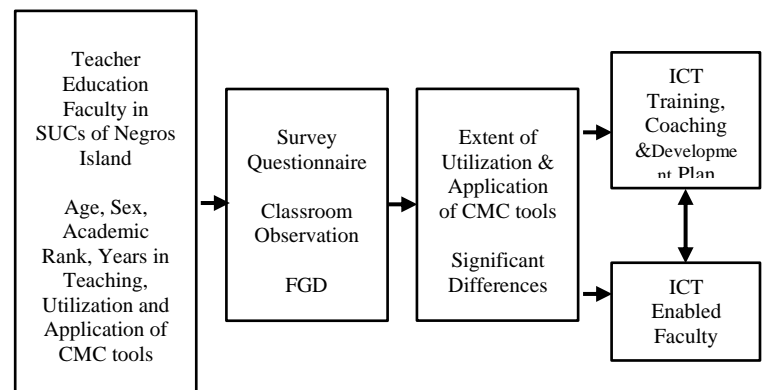 Teacher
Education
Faculty in
SUCs of Negros
Island
Age, Sex,
Academic
Rank, Years in
Teaching,
Utilization and
Application of
CMC tools
Survey
Questionnaire
Classroom
Observation
FGD
Extent of
Utilization &
Application
of CMC tools
Significant
Differences
ICT
Training,
Coaching
&Developme
nt Plan
ICT
Enabled
Faculty